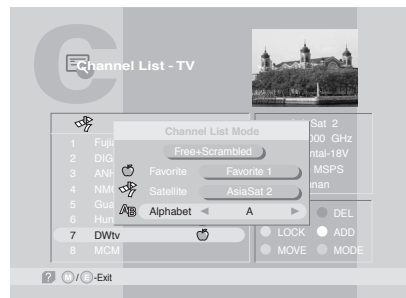 Channel List - TV
Channel List Mode
Free+Scrambled
Favorite Favorite 1
Satellite AsiaSat 2
Alphabet A
Sat 2
000 GHz
ntal-18V
MSPS
1 Fuji
2 DIG
3 AN
4 NM
5 Gua
6 Hun
7 DWtv
8 MCM
DEL
LOCK ADD
MOVE MODE
? M/E-Exit